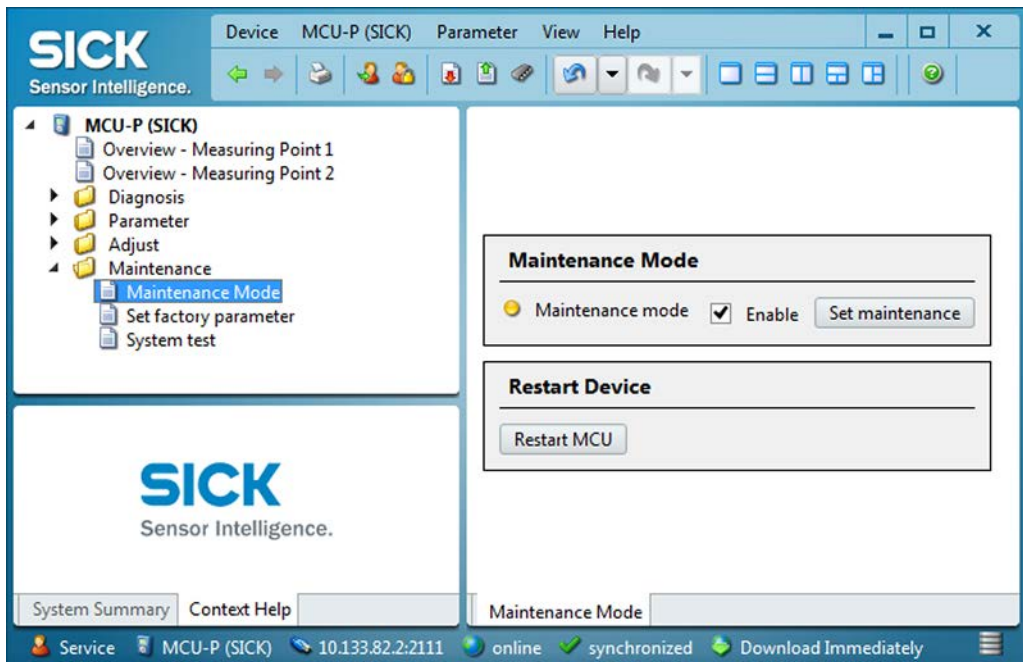 SICK
Sensor Intelligence.
Device MCU-P (SICK) Parameter View Help
MCU-P (SICK)
Overview - Measuring Point 1
Overview - Measuring Point 2
Diagnosis
Parameter
Adjust
Maintenance
Maintenance Mode
Set factory parameter
System test
SICK
Sensor Intelligence.
System Summary Context Help
Maintenance Mode
Maintenance mode Enable Set maintenance
Restart Device
Restart MCU
Maintenance Mode
Service MCU-P (SICK) 10.133.82.2:2111 online synchronized Download Immediately